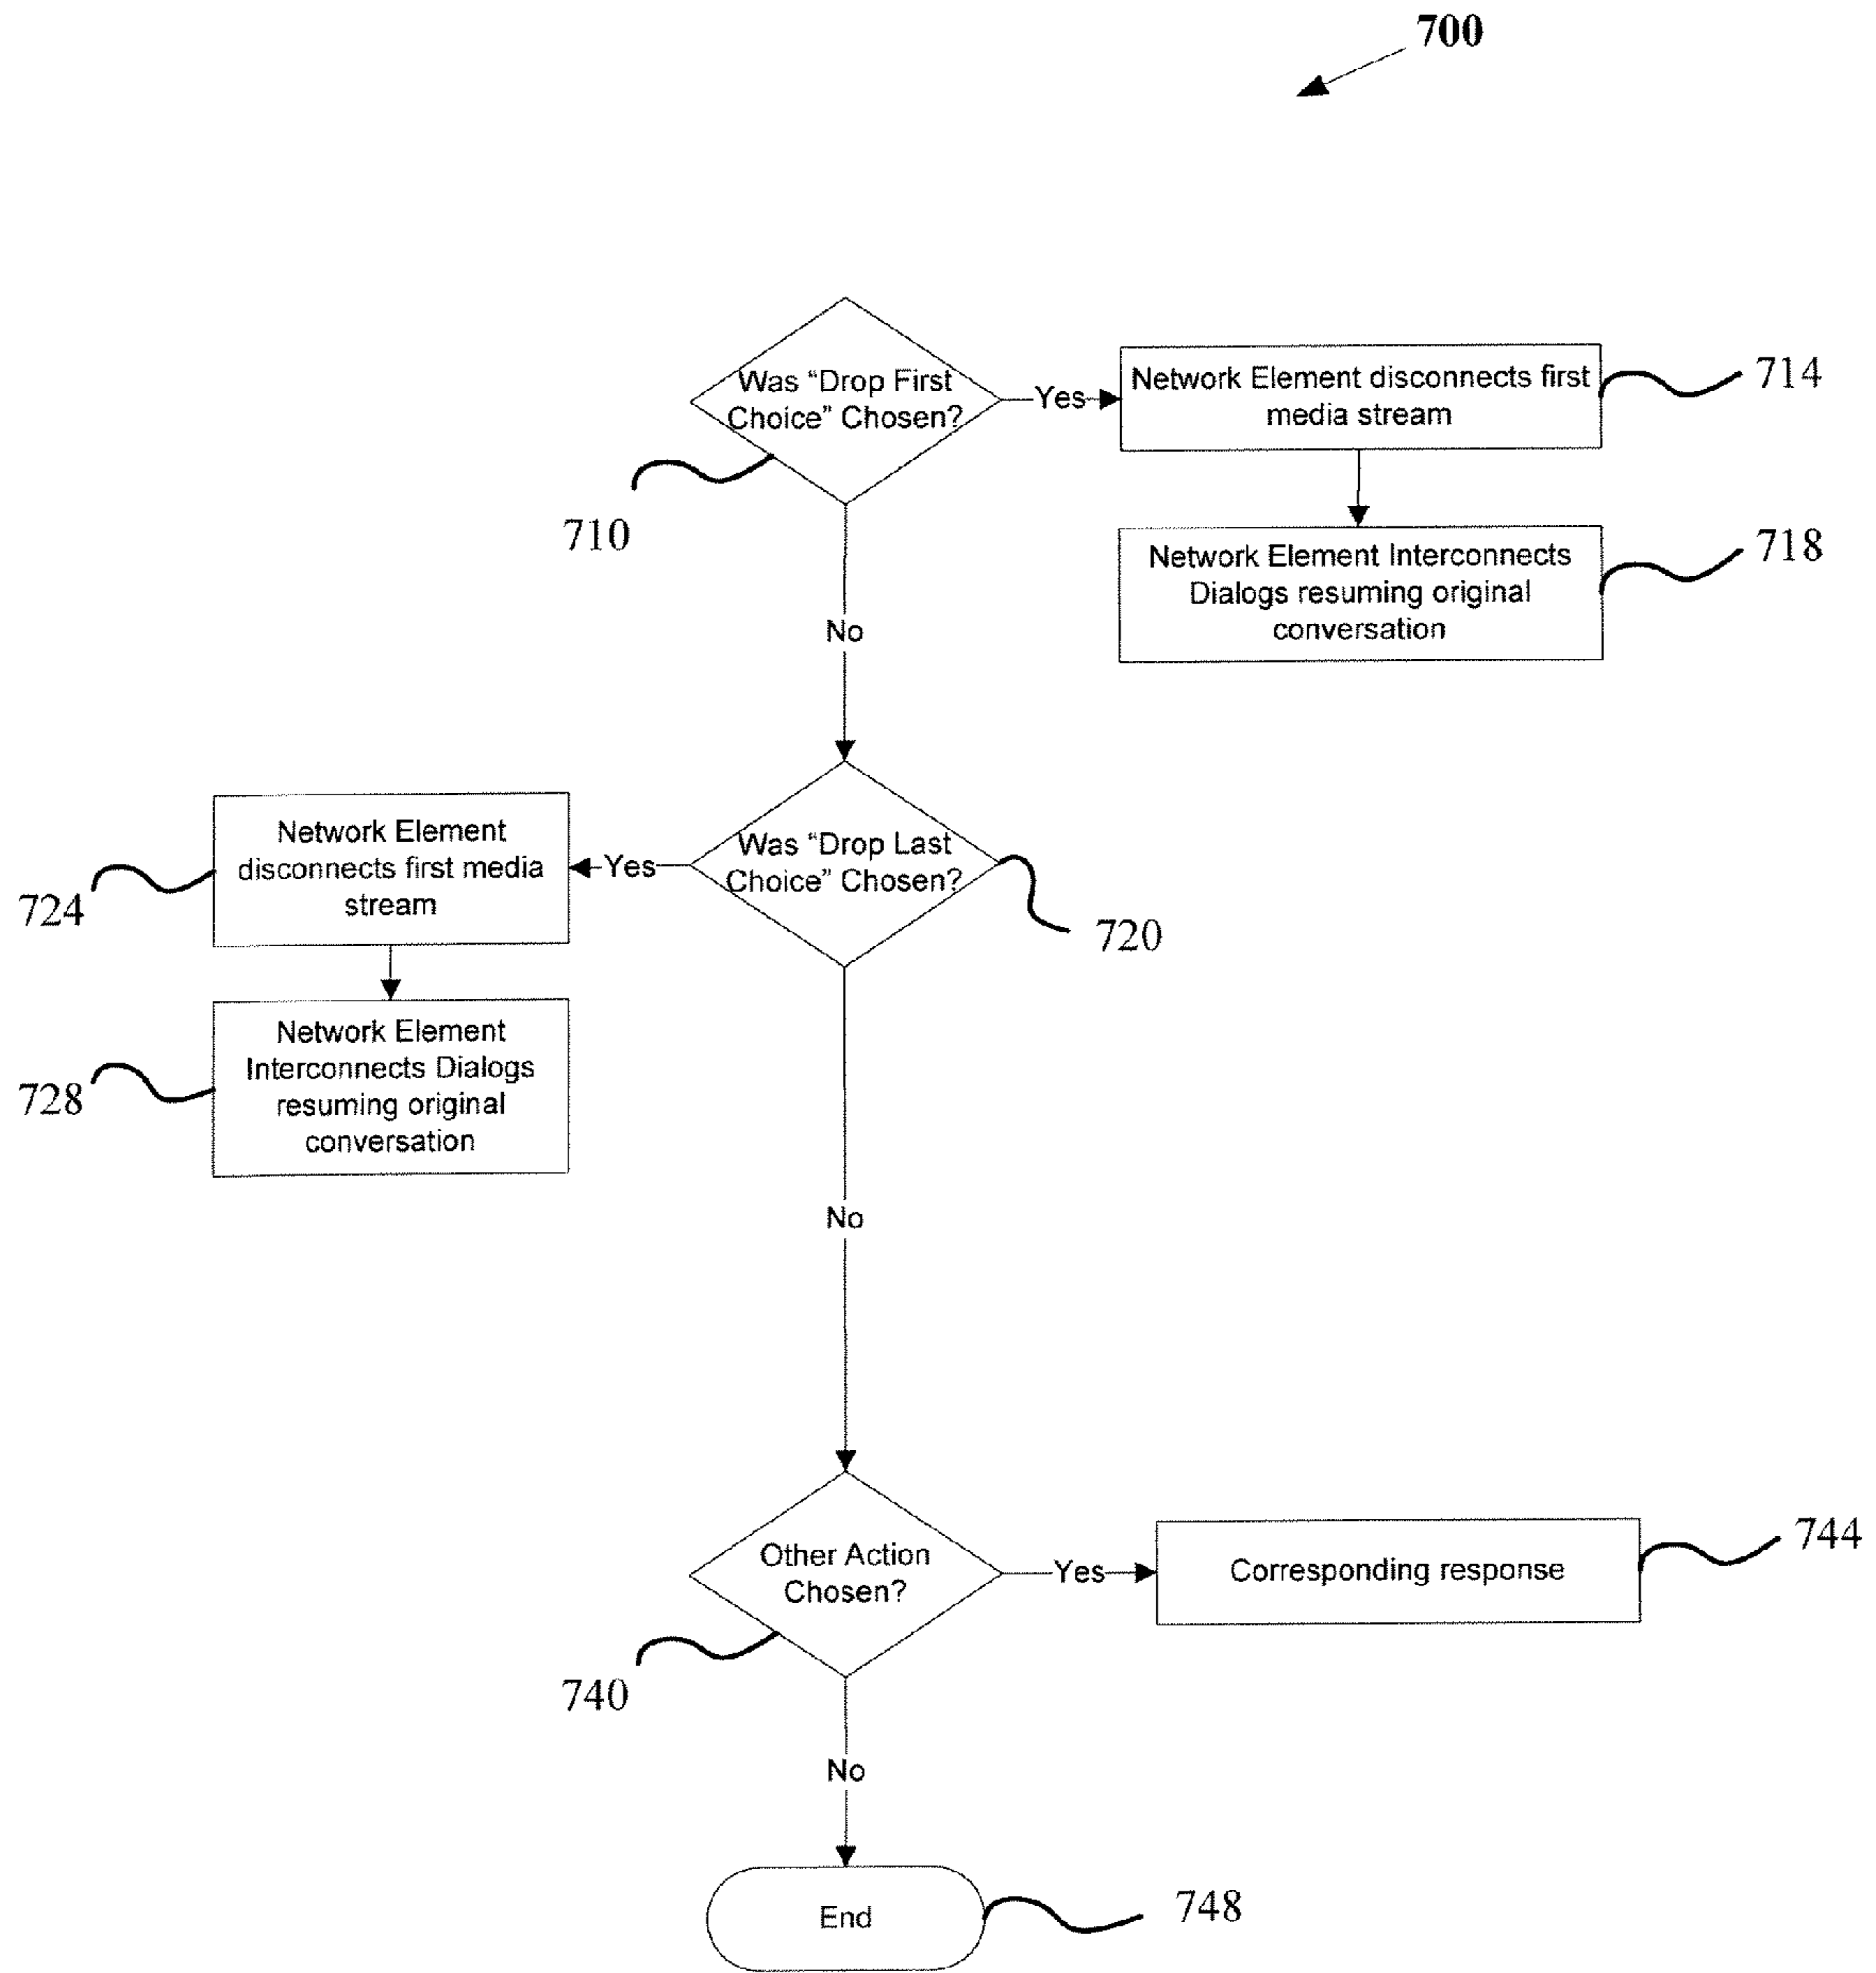 700
Was “Drop First
Choice” Chosen?
Yes
Network Element disconnects first
media stream
714
710
Network Element Interconnects
Dialogs resuming original
conversation
718
No
Was “Drop Last
Choice” Chosen?
720
Yes
Network Element
disconnects first media
stream
724
Network Element
Interconnects Dialogs
resuming original
conversation
728
No
Other Action
Chosen?
740
Yes
Corresponding response
744
No
End
748